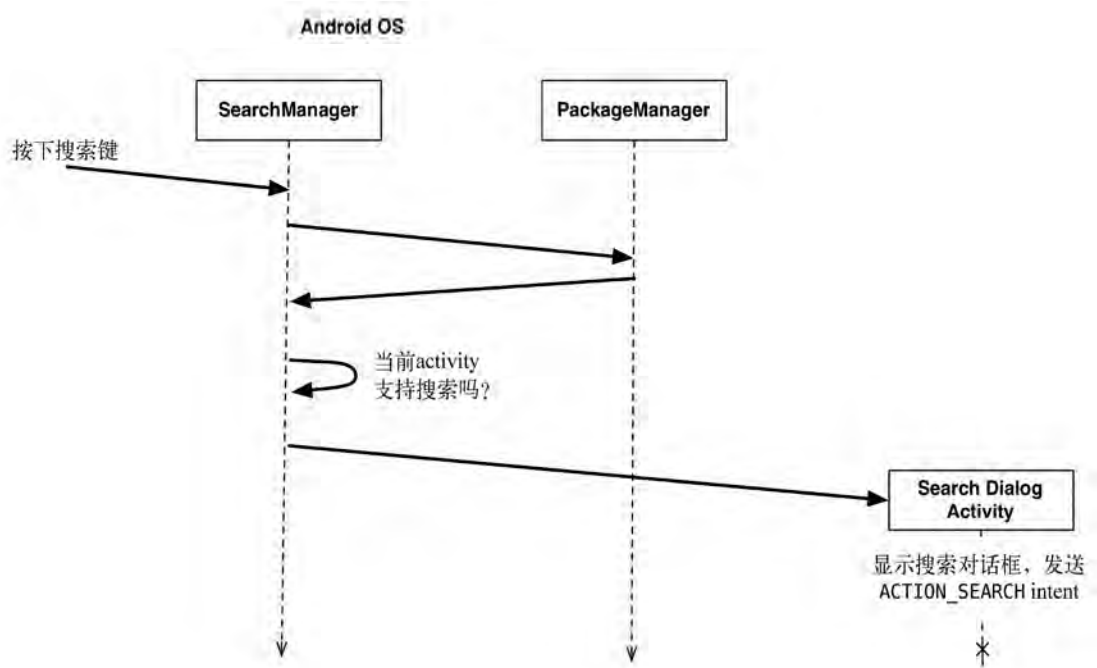 Android OS
SearchManager
PackageManager
按下搜索键
当前activity
支持搜索吗?
Search Dialog
Activity
显示搜索对话框，发送
ACTION_SEARCH intent